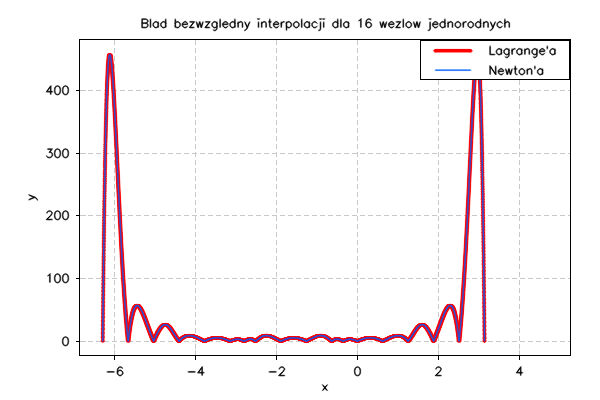 Blad bezwzgledny interpolacji dla 16 wezlow jednorodnych
Lagrange'a
Newton'a
400
300
200
100
0
y
−6
−4
−2
0
2
4
x